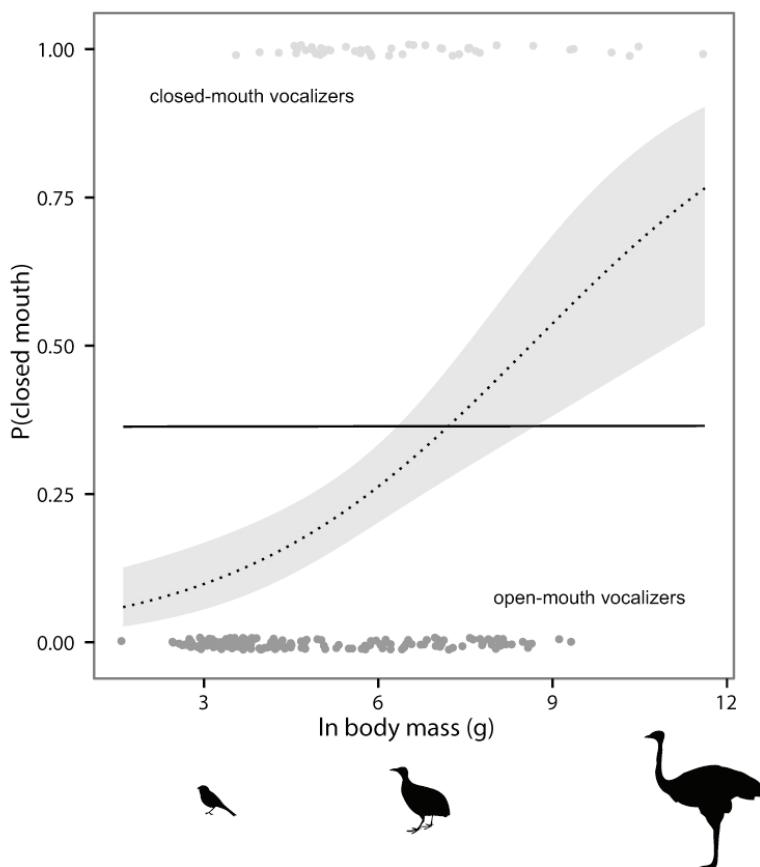 1.00
closed-mouth vocalizers
0.75
P(closed mouth)
0.50
0.25
open-mouth vocalizers
0.00
3 6 9 12
ln body mass (g)